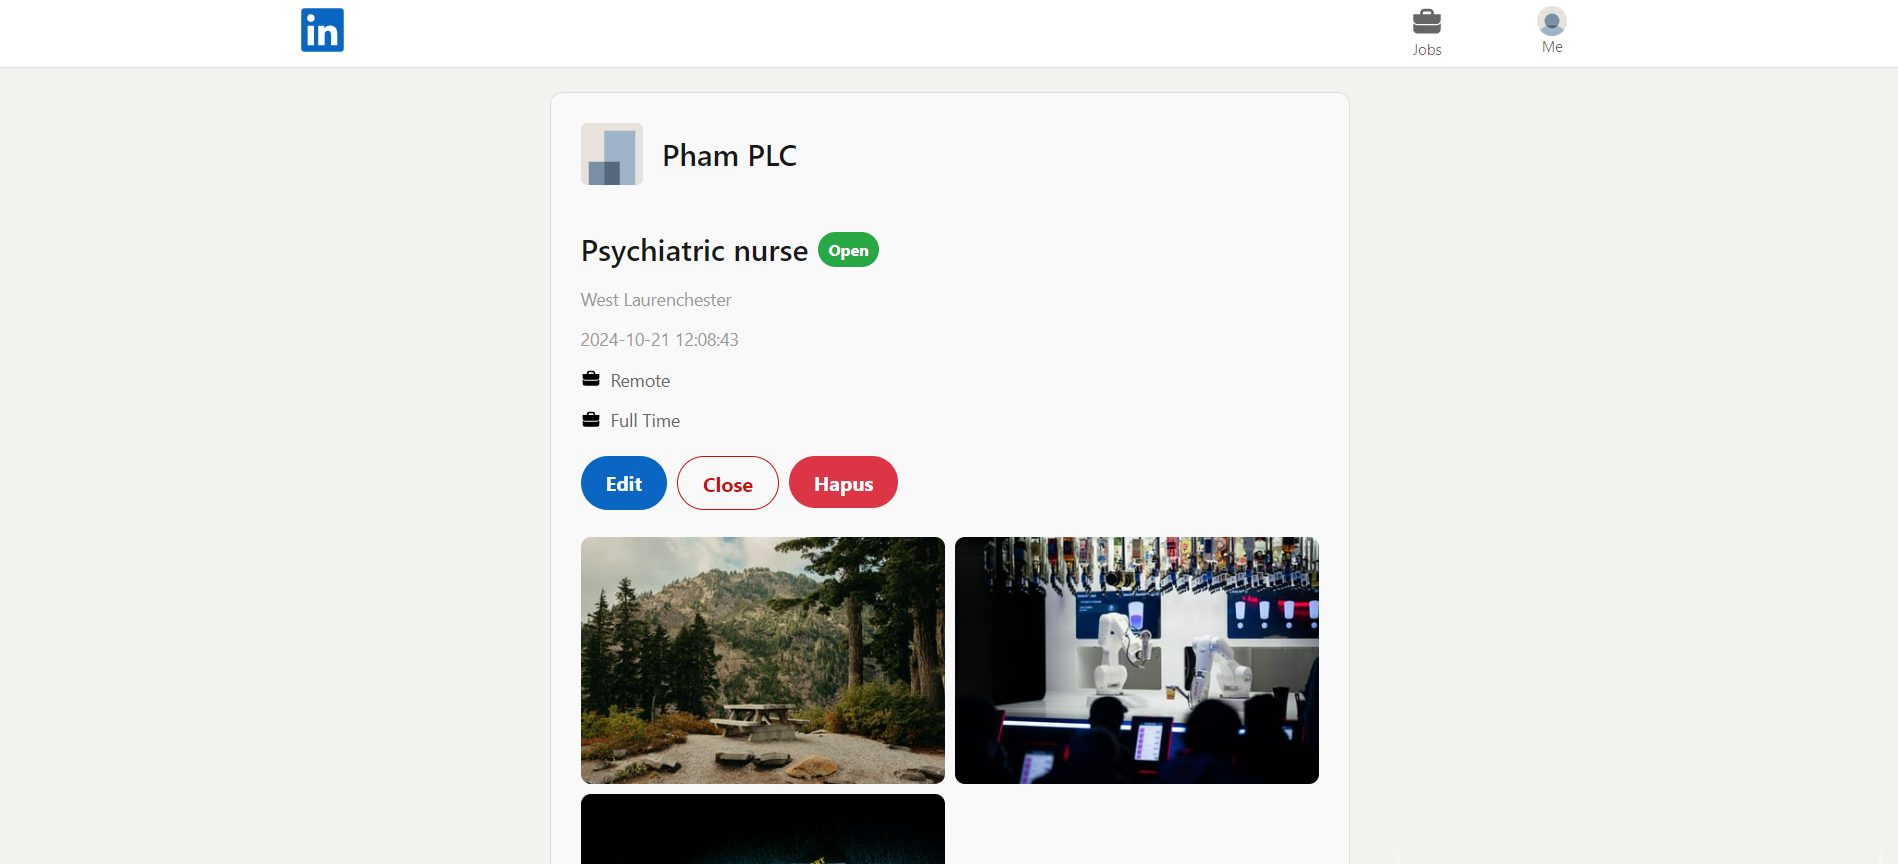 in
Jobs
Me
Pham PLC
Psychiatric nurse Open
West Laurenchester
2024-10-21 12:08:43
Remote
Full Time
Edit Close Hapus